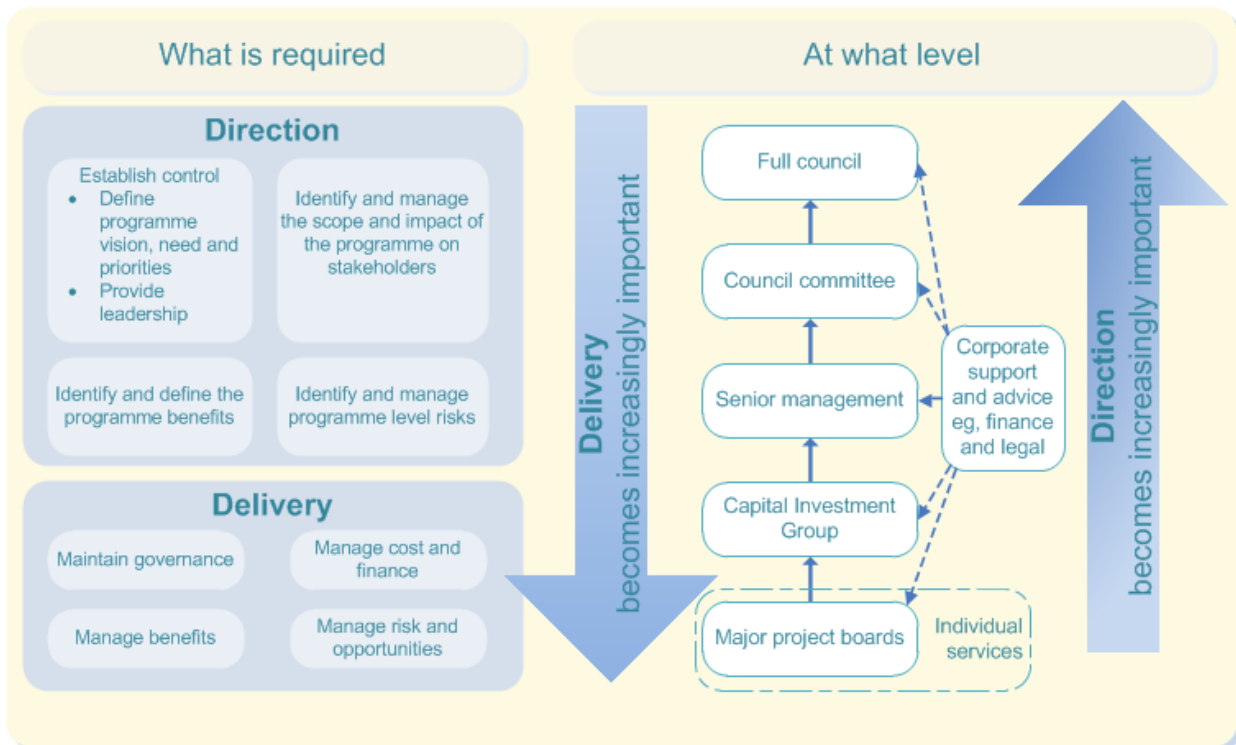 What is required
At what level
Direction
Establish control
• Define
programme
vision, need and
priorities
• Provide
leadership
Identify and manage
the scope and impact of
the programme on
stakeholders
Identify and define the
programme benefits
Identify and manage
programme level risks
Delivery
Maintain governance
Manage cost and
finance
Manage benefits
Manage risk and
opportunities
Delivery
becomes increasingly important
Full council
Council committee
Senior management
Capital Investment
Group
Major project boards
Individual
services
Corporate
support
and advice
eg, finance
and legal
Direction
becomes increasingly important